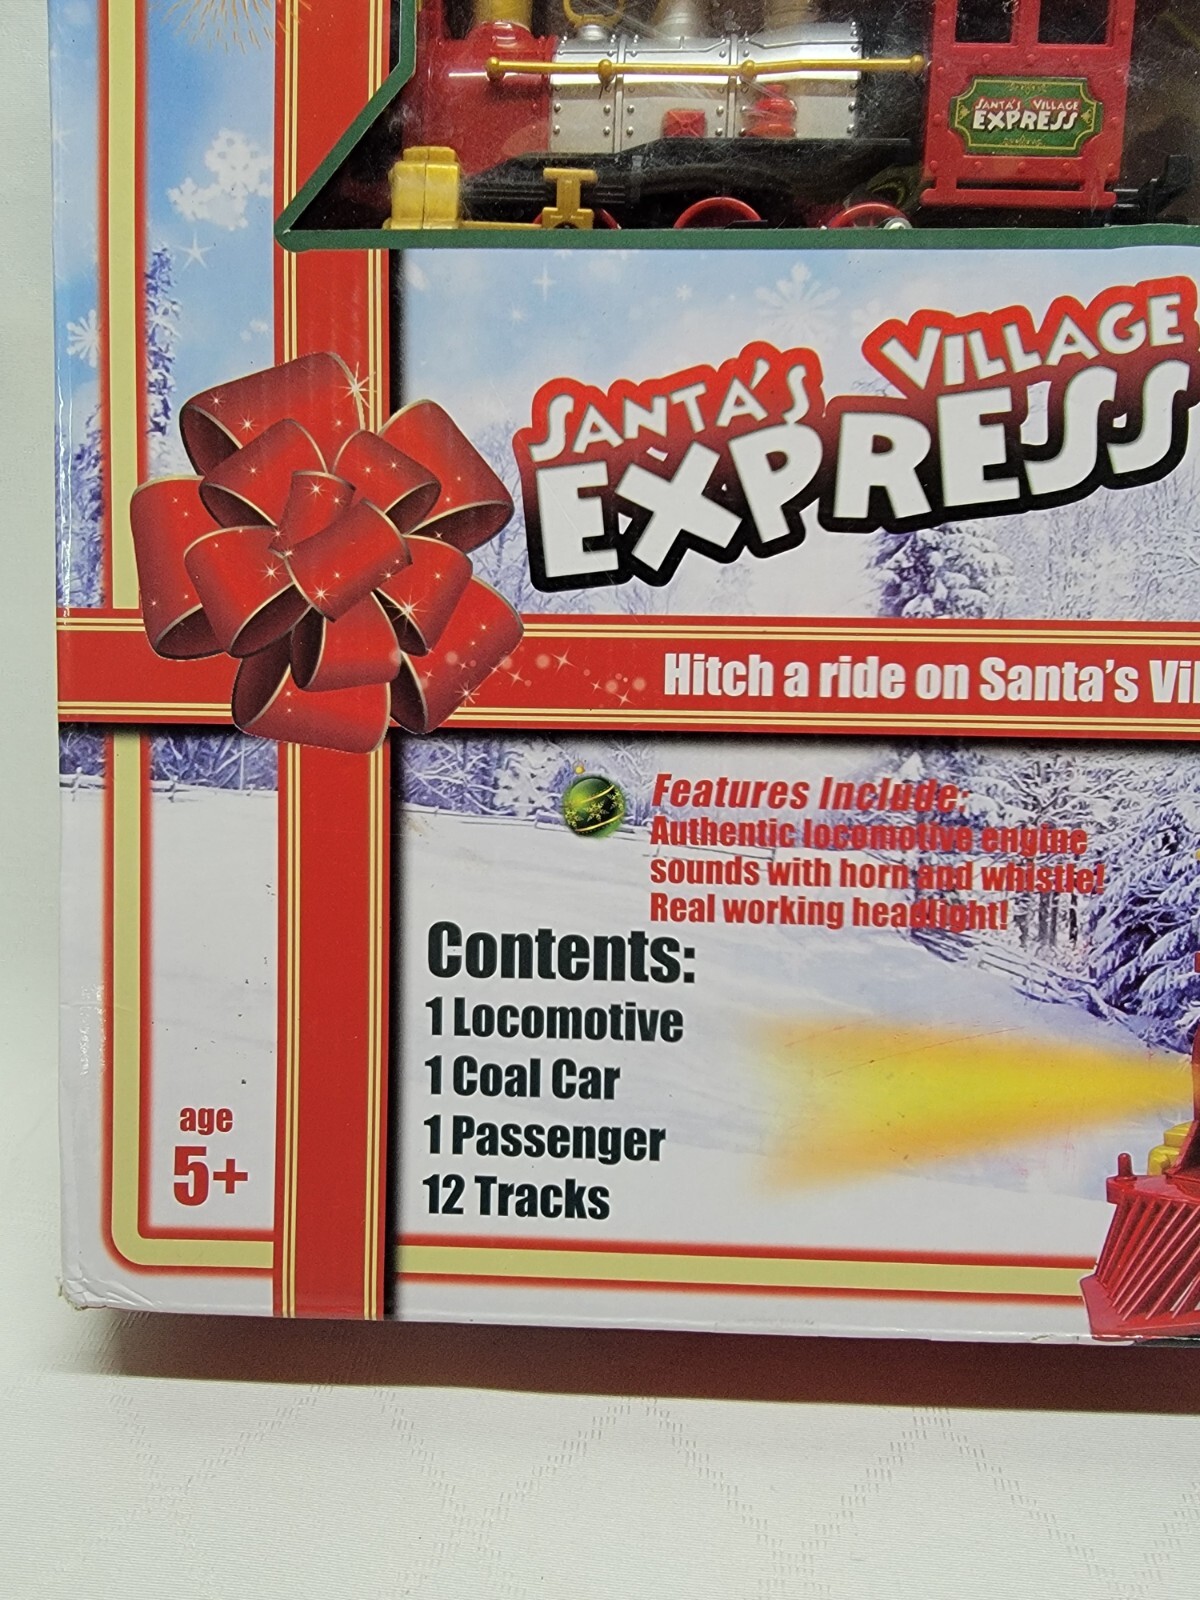 SANTA'S VILLAGE
EXPRESS
SANTA'S VILLAGE
EXPRESS
Hitch a ride on Santa's
Features Include:
Authentic locomotive engine
sounds with horn and whistle!
Real working headlight!
Contents:
1 Locomotive
1 Coal Car
1 Passenger
12 Tracks
age
5+